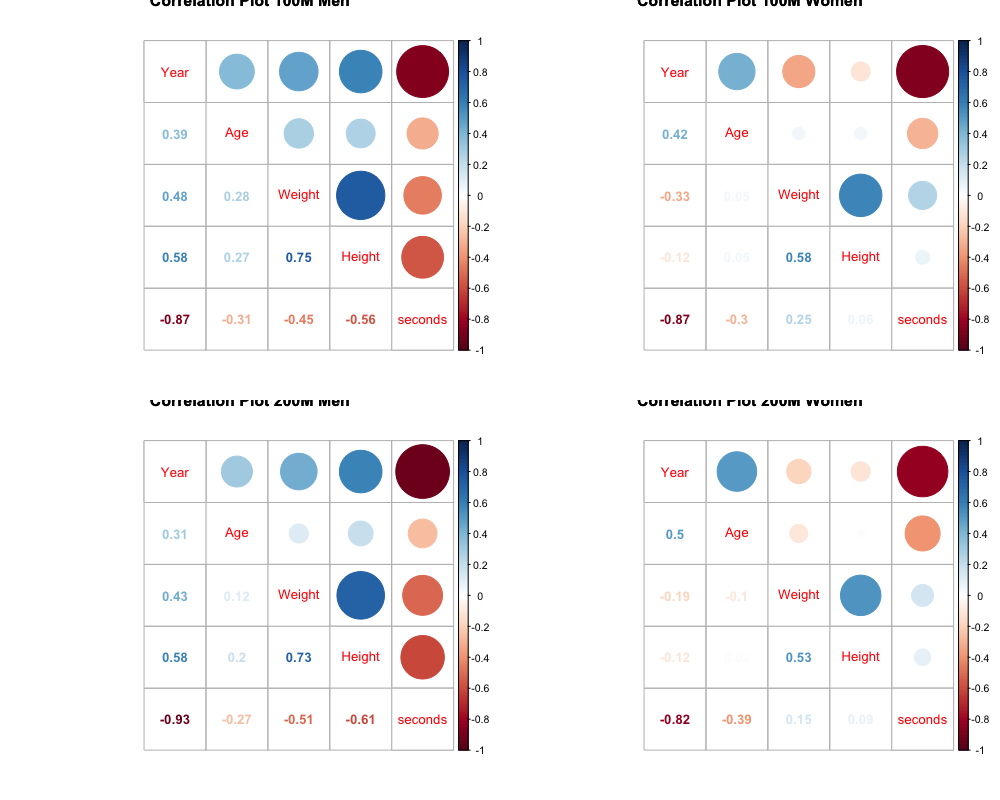 Correlation Plot 100M Men
Year
0.39 Age
0.48 0.28 Weight
0.58 0.27 0.75 Height
-0.87 -0.31 -0.45 -0.56 seconds
1
0.8
0.6
0.4
0.2
0
-0.2
-0.4
-0.6
-0.8
-1
Correlation Plot 100M Women
Year
0.42 Age
-0.33 0.05 Weight
-0.12 0.05 0.58 Height
-0.87 -0.3 0.25 0.06 seconds
1
0.8
0.6
0.4
0.2
0
-0.2
-0.4
-0.6
-0.8
-1
Correlation Plot 200M Men
Year
0.31 Age
0.43 0.12 Weight
0.58 0.2 0.73 Height
-0.93 -0.27 -0.51 -0.61 seconds
1
0.8
0.6
0.4
0.2
0
-0.2
-0.4
-0.6
-0.8
-1
Correlation Plot 200M Women
Year
0.5 Age
-0.19 -0.1 Weight
-0.12 0.53 Height
-0.82 -0.39 0.15 0.09 seconds
1
0.8
0.6
0.4
0.2
0
-0.2
-0.4
-0.6
-0.8
-1